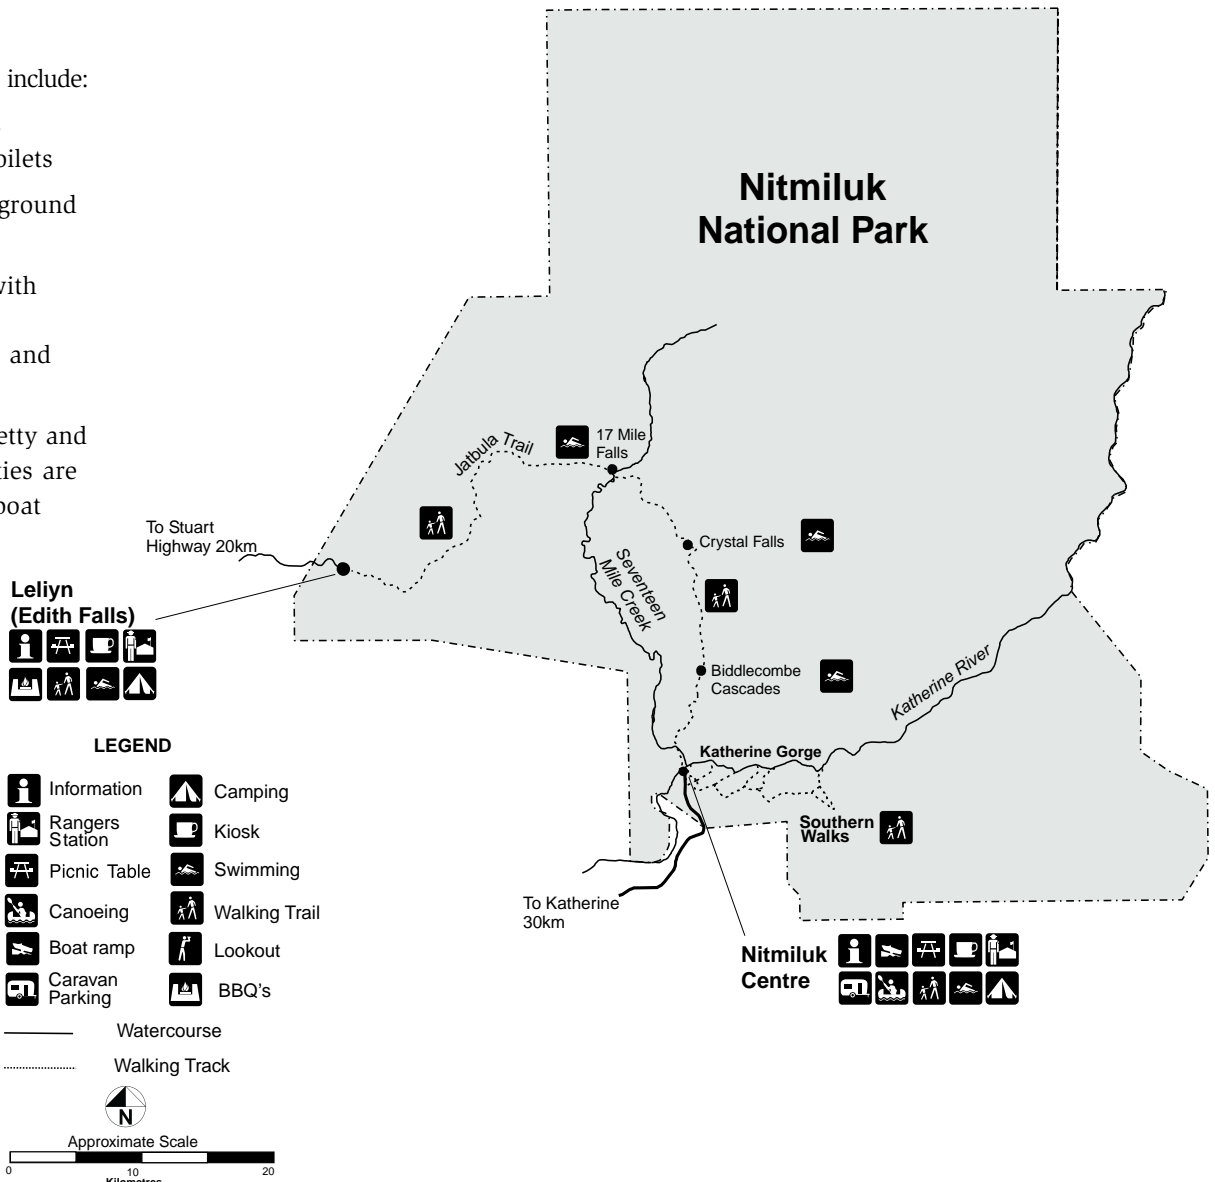 include:
ground
with
and
etty and
ties are
Nitmiluk
National Park
Jatbula Trail
17 Mile
Falls
To Stuart
Highway 20km
Crystal Falls
Seventeen
Mile Creek
Leliyn
(Edith Falls)
Biddlecombe
Cascades
Katherine River
Katherine Gorge
Southern
Walks
To Katherine
30km
Nitmiluk
Centre
LEGEND
Information
Camping
Rangers
Station
Kiosk
Picnic Table
Swimming
Canoeing
Walking Trail
Boat ramp
Lookout
Caravan
Parking
BBQ's
Watercourse
Walking Track
N
Approximate Scale
0 10 20
Kilometres